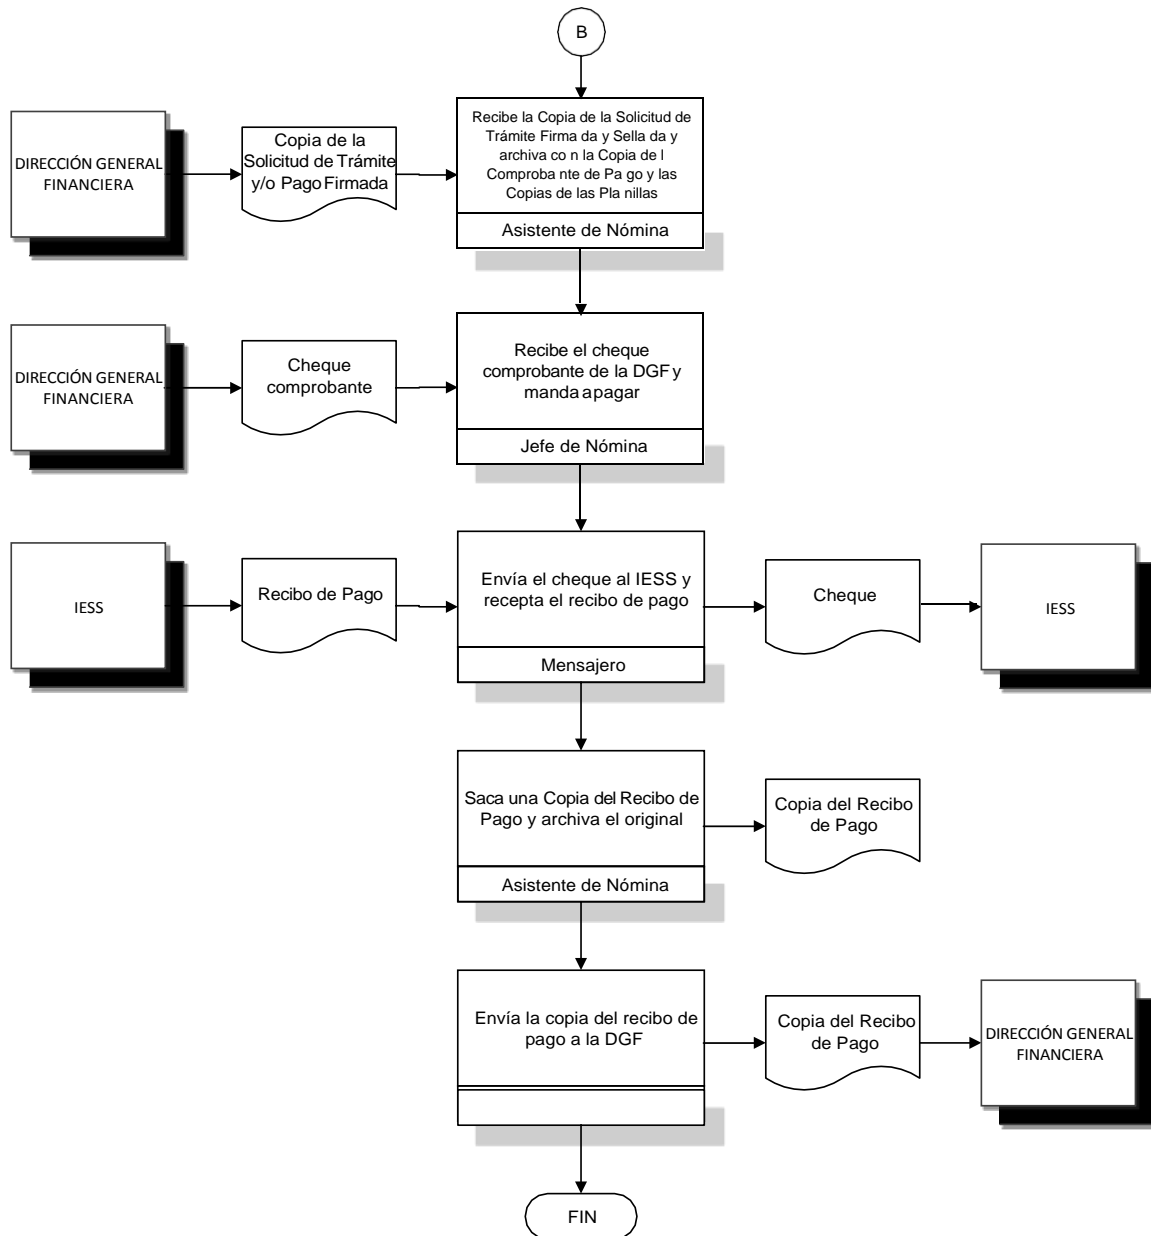 B
DIRECCIÓN GENERAL
FINANCIERA
Copia de la
Solicitud de Trámite
y/o Pago Firmada
Recibe la Copia de la Solicitud de
Trámite Firma da y Sella da y
archiva co n la Copia de l
Comproba nte de Pa go y las
Copias de las Pla nillas
Asistente de Nómina
DIRECCIÓN GENERAL
FINANCIERA
Cheque
comprobante
Recibe el cheque
comprobante de la DGF y
manda a pagar
Jefe de Nómina
IESS
Recibo de Pago
Envía el cheque al IESS y
recepta el recibo de pago
Mensajero
Cheque
IESS
Saca una Copia del Recibo de
Pago y archiva el original
Asistente de Nómina
Copia del Recibo
de Pago
Envía la copia del recibo de
pago a la DGF
Copia del Recibo
de Pago
DIRECCIÓN GENERAL
FINANCIERA
FIN